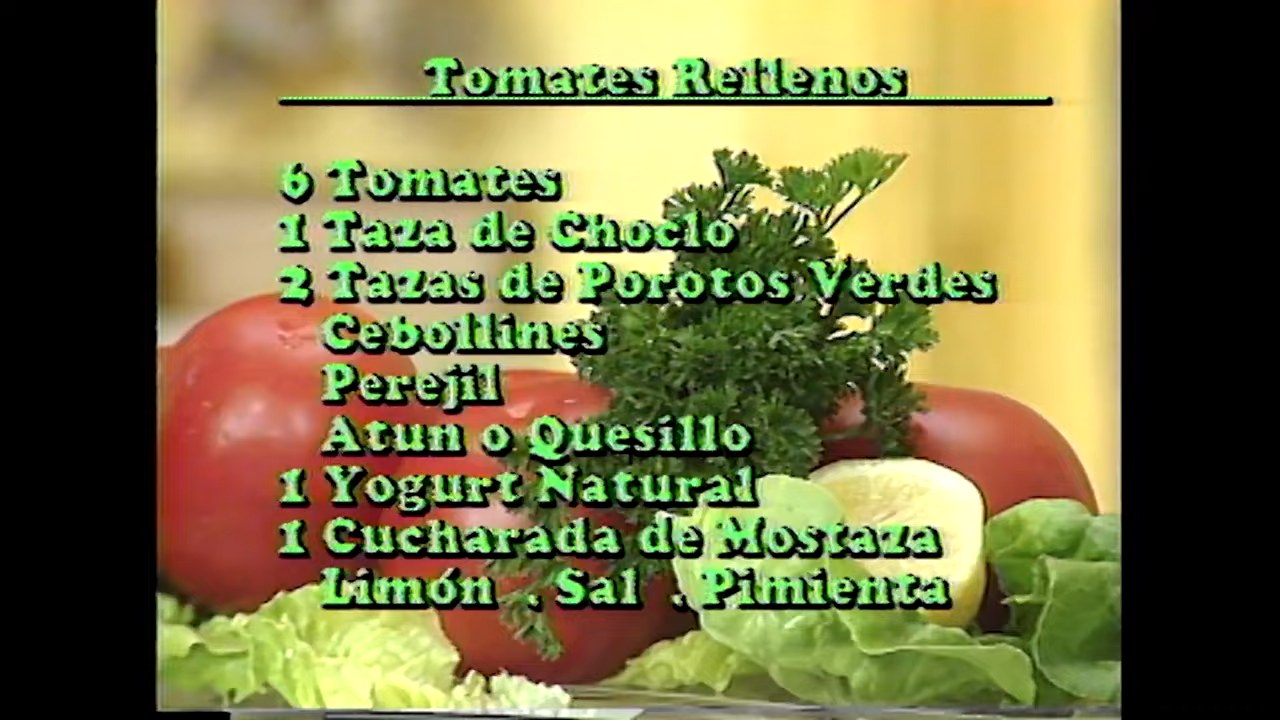 Tomates Rellenos
6 Tomates
1 Taza de Choclo
2 Tazas de Porotos Verdes
Cebollines
Perejil
Atun o Quesillo
1 Yogurt Natural
1 Cucharada de Mostaza
Limón , Sal , Pimienta